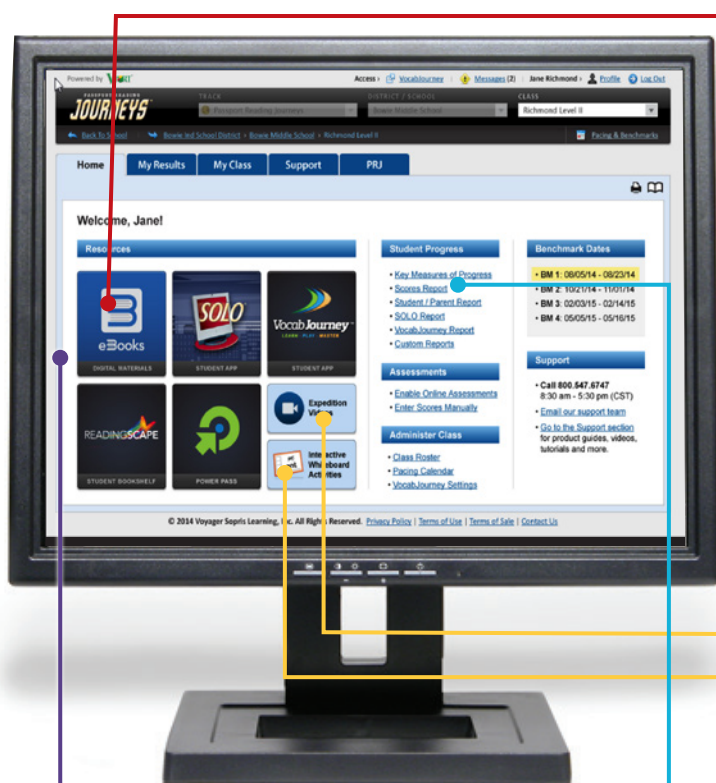 Powered by VPORT
Access › VocabJourney | Messages (2) | Jane Richmond › Profile Log Out
PASSPORT READING
JOURNEYS
TRACK
Passport Reading Journeys
DISTRICT / SCHOOL
Bowie Middle School
CLASS
Richmond Level II
Back To School Bowie Ind School District › Bowie Middle School › Richmond Level II
Pacing & Benchmarks
Home My Results My Class Support PRJ
Welcome, Jane!
Resources
eBooks
DIGITAL MATERIALS
SOLO
STUDENT APP
VocabJourney
LEARN PLAY MASTER
STUDENT APP
READINGSCAPE
STUDENT BOOKSHELF
POWER PASS
Expedition
Videos
Interactive
Whiteboard
Activities
Student Progress
• Key Measures of Progress
• Scores Report
• Student / Parent Report
• SOLO Report
• VocabJourney Report
• Custom Reports
Assessments
• Enable Online Assessments
• Enter Scores Manually
Administer Class
• Class Roster
• Pacing Calendar
• VocabJourney Settings
Benchmark Dates
• BM 1: 08/05/14 - 08/23/14
• BM 2: 10/21/14 - 11/01/14
• BM 3: 02/03/15 - 02/14/15
• BM 4: 05/05/15 - 05/16/15
Support
• Call 800.547.6747
8:30 am - 5:30 pm (CST)
• Email our support team
• Go to the Support section
for product guides, videos,
tutorials and more.
© 2014 Voyager Sopris Learning, Inc. All Rights Reserved. Privacy Policy | Terms of Use | Terms of Sale | Contact Us